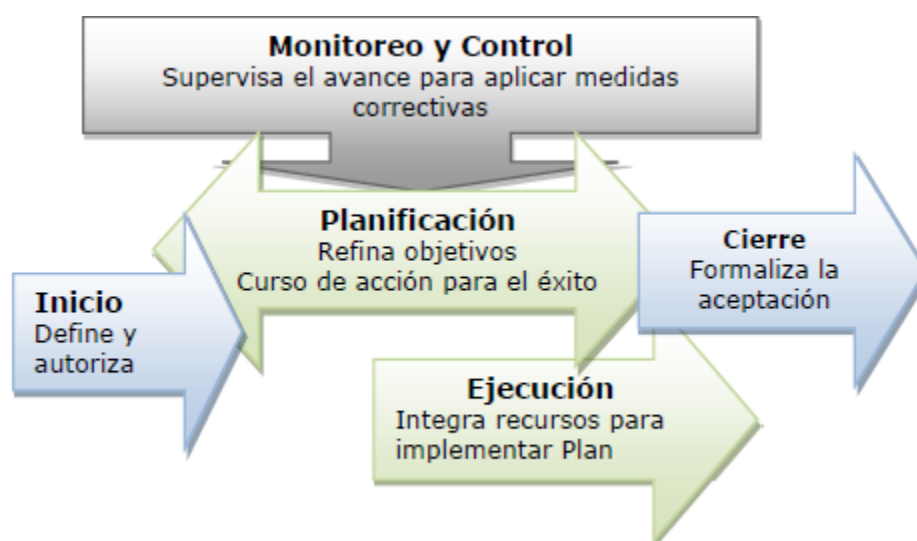 Monitoreo y Control
Supervisa el avance para aplicar medidas
correctivas
Planificación
Refina objetivos
Curso de acción para el éxito
Inicio
Define y
autoriza
Cierre
Formaliza la
aceptación
Ejecución
Integra recursos para
implementar Plan